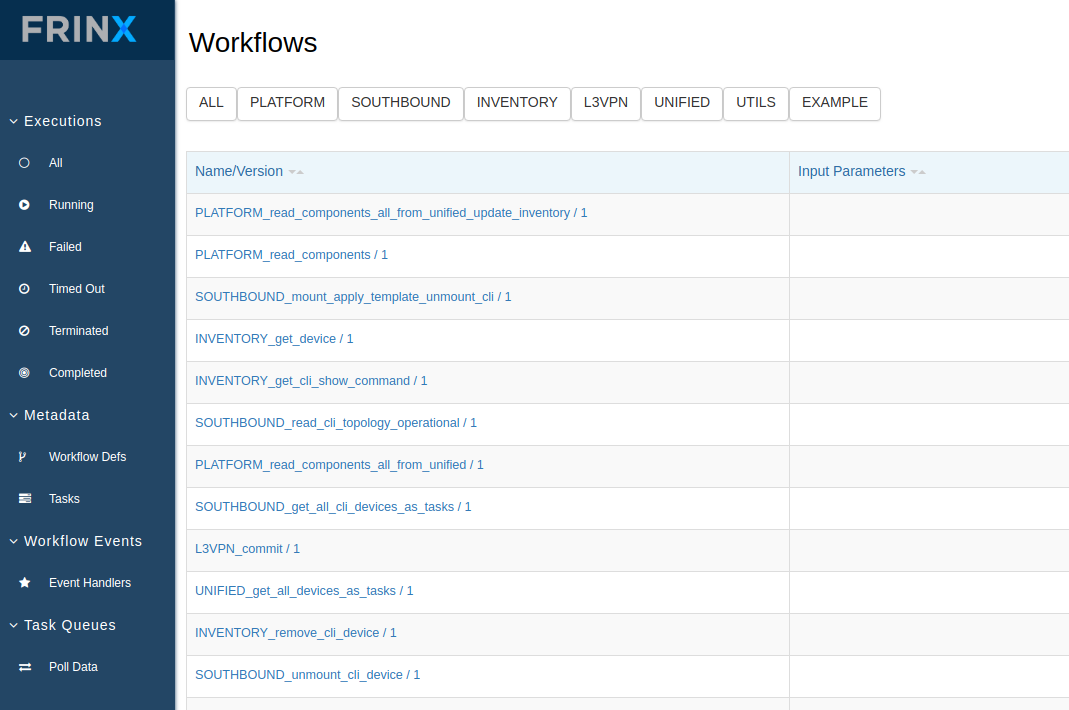 FRINX
Executions
All
Running
Failed
Timed Out
Terminated
Completed
Metadata
Workflow Defs
Tasks
Workflow Events
Event Handlers
Task Queues
Poll Data
Workflows
ALL PLATFORM SOUTHBOUND INVENTORY L3VPN UNIFIED UTILS EXAMPLE
Name/Version Input Parameters
PLATFORM_read_components_all_from_unified_update_inventory / 1
PLATFORM_read_components / 1
SOUTHBOUND_mount_apply_template_unmount_cli / 1
INVENTORY_get_device / 1
INVENTORY_get_cli_show_command / 1
SOUTHBOUND_read_cli_topology_operational / 1
PLATFORM_read_components_all_from_unified / 1
SOUTHBOUND_get_all_cli_devices_as_tasks / 1
L3VPN_commit / 1
UNIFIED_get_all_devices_as_tasks / 1
INVENTORY_remove_cli_device / 1
SOUTHBOUND_unmount_cli_device / 1